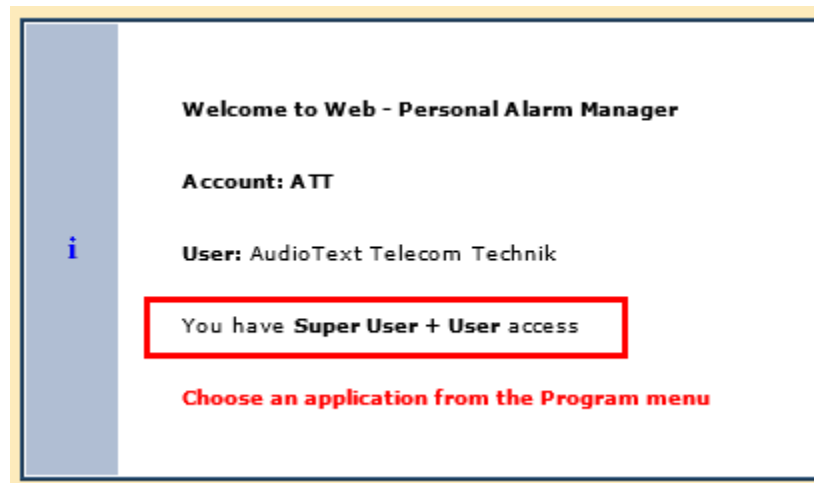 Welcome to Web - Personal Alarm Manager
Account: ATT
i
User: AudioText Telecom Technik
You have Super User + User access
Choose an application from the Program menu